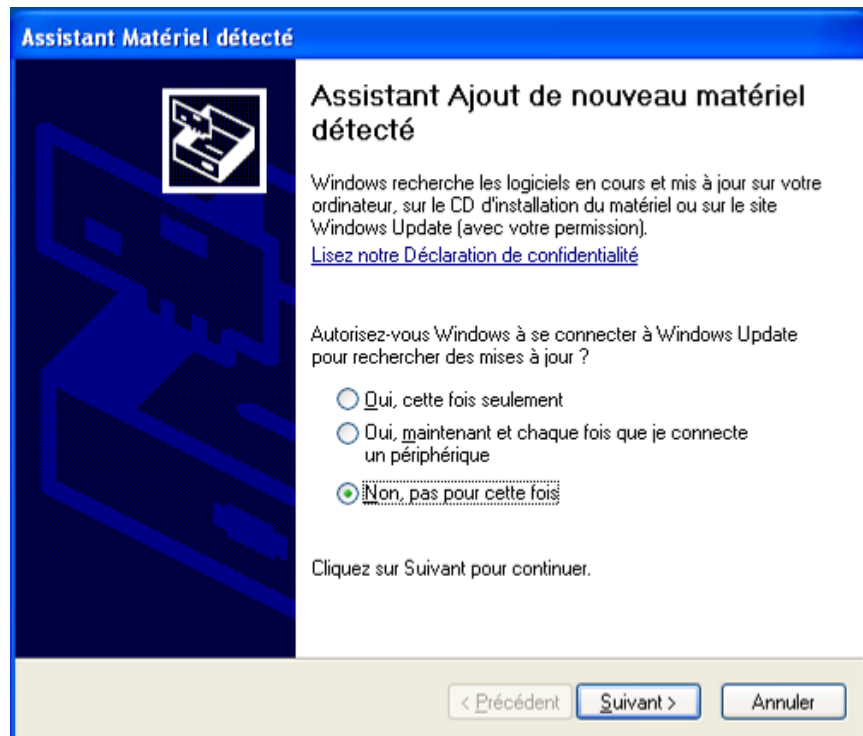 Assistant Matériel détecté
Assistant Ajout de nouveau matériel
détecté
Windows recherche les logiciels en cours et mis à jour sur votre
ordinateur, sur le CD d'installation du matériel ou sur le site
Windows Update (avec votre permission).
Lisez notre Déclaration de confidentialité
Autorisez-vous Windows à se connecter à Windows Update
pour rechercher des mises à jour ?
Oui, cette fois seulement
Oui, maintenant et chaque fois que je connecte
un périphérique
Non, pas pour cette fois
Cliquez sur Suivant pour continuer.
< Précédent
Suivant >
Annuler